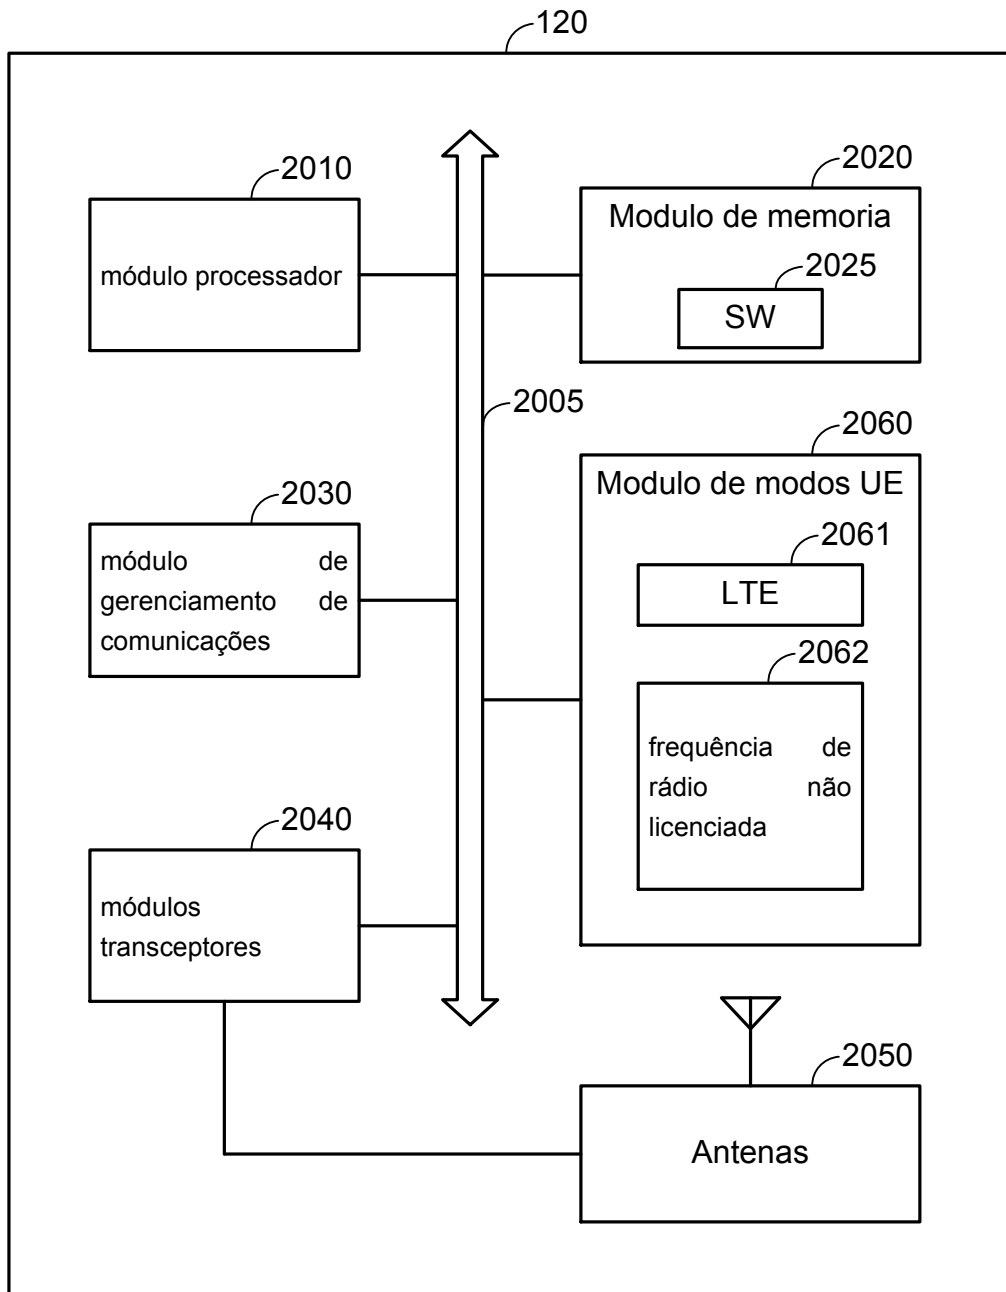 120
2010
módulo processador
2020
Modulo de memoria
2025
SW
2005
2030
módulo de
gerenciamento de
comunicações
2060
Modulo de modos UE
2061
LTE
2062
frequência de
rádio não
licenciada
2040
módulos
transceptores
2050
Antenas